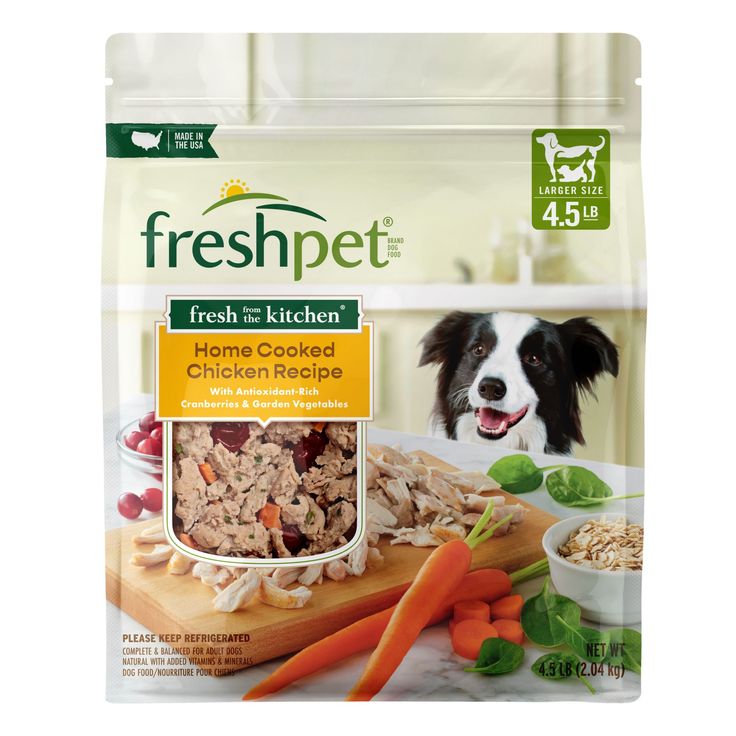 MADE IN
THE USA
LARGER SIZE
4.5 LB
freshpet®
BRAND
DOG
FOOD
fresh from the kitchen®
Home Cooked
Chicken Recipe
With Antioxidant-Rich
Cranberries & Garden Vegetables
PLEASE KEEP REFRIGERATED
COMPLETE & BALANCED FOR ADULT DOGS
NATURAL WITH ADDED VITAMINS & MINERALS
DOG FOOD/NOURRITURE POUR CHIENS
NET WT
4.5 LB (2.04 kg)